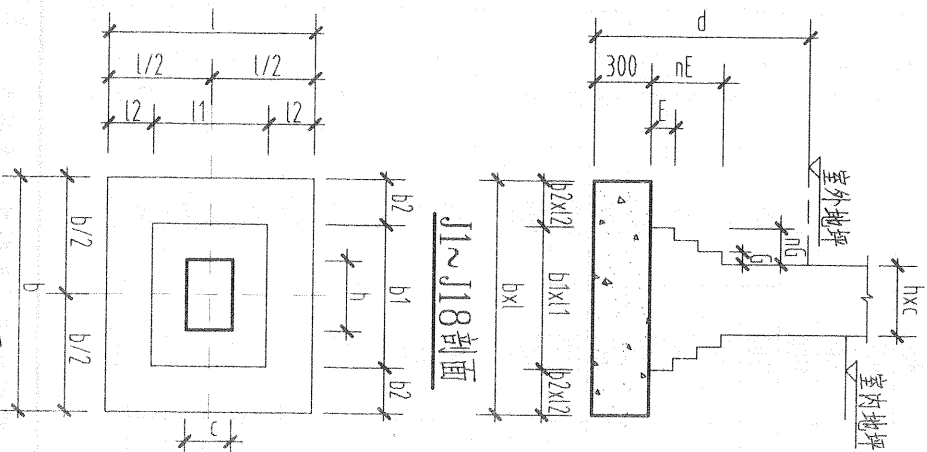 l
l/2 l/2
l2 l1 l2
b2 b1 b2
h
c
b/2 b/2
b
J1~J18剖面
d
300 nE
E
室外地坪
nG
G
hxc
室内地坪
b2xl2 b1xl1 b2xl2
bxl